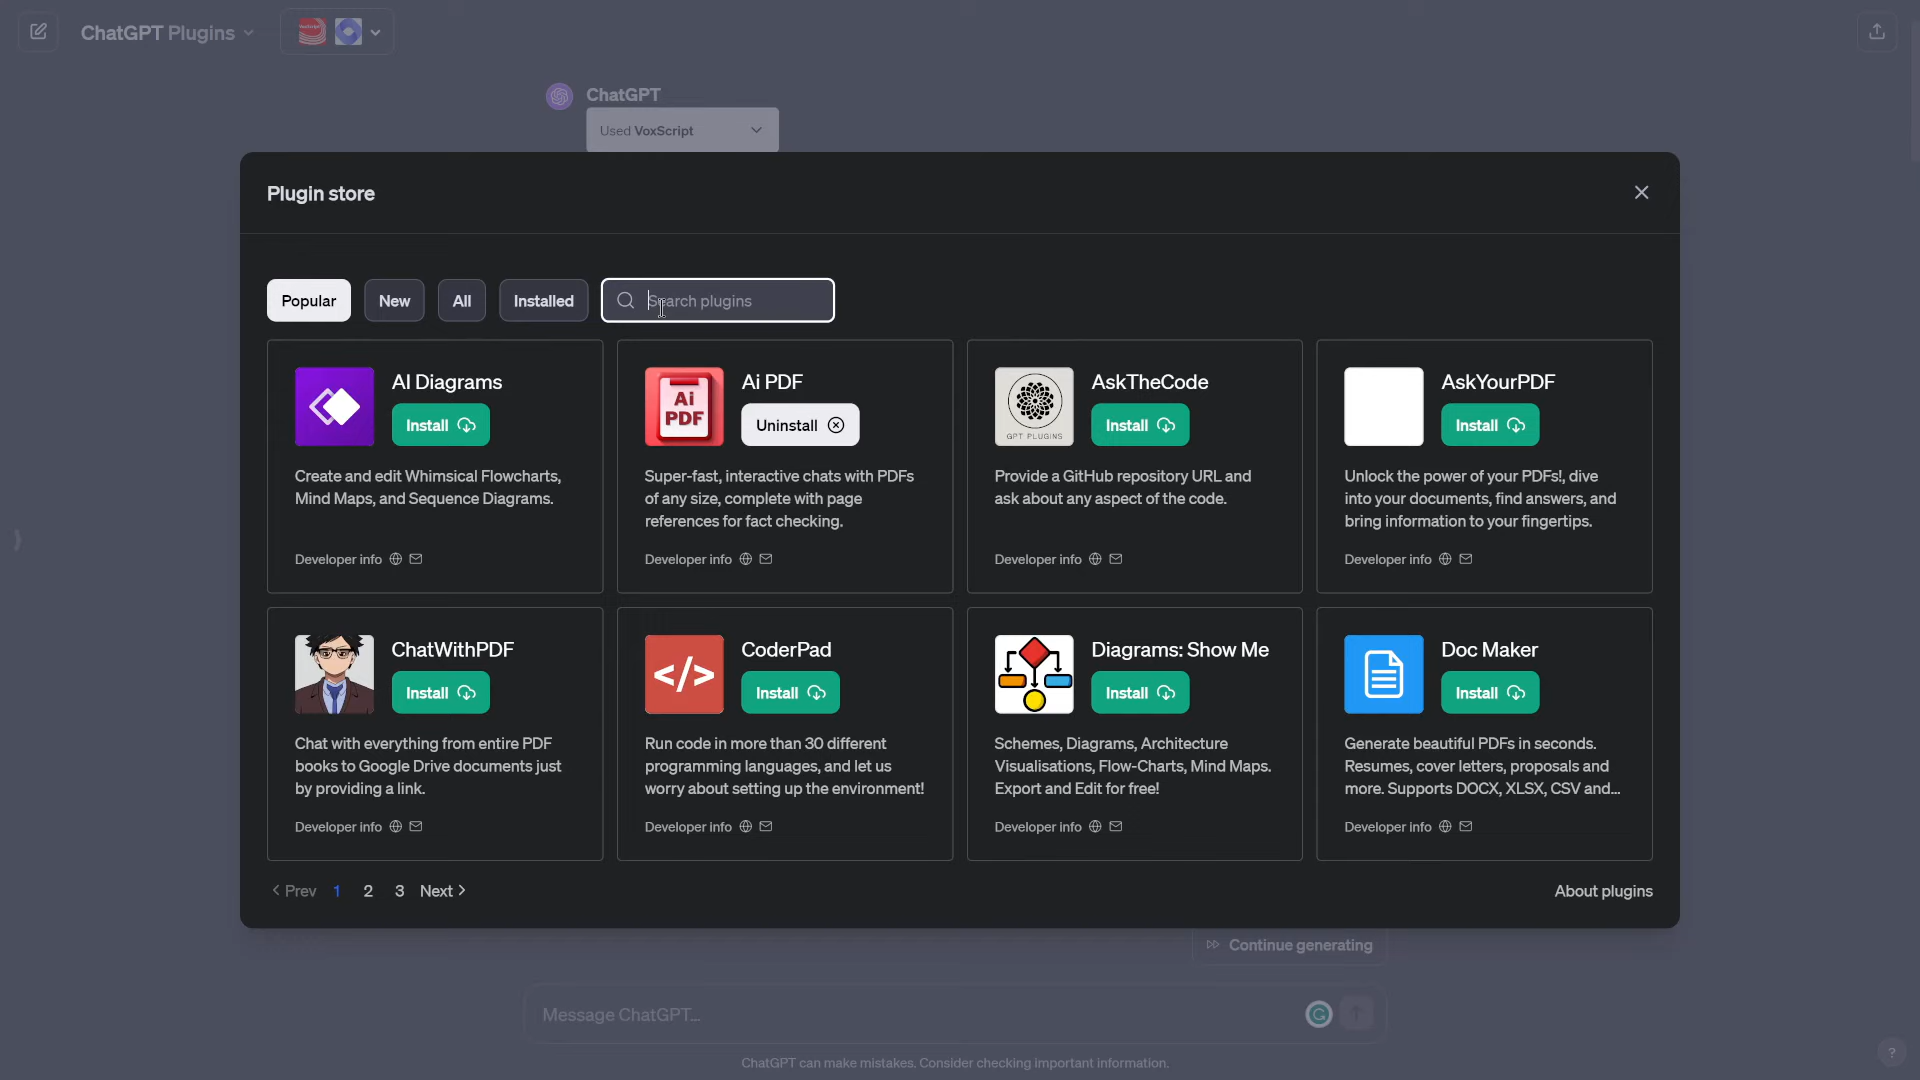 ChatGPT Plugins
ChatGPT
Used VoxScript
Plugin store
Popular
New
All
Installed
Search plugins
AI Diagrams
Install
Create and edit Whimsical Flowcharts,
Mind Maps, and Sequence Diagrams.
Developer info
Ai
PDF
Ai PDF
Uninstall
Super-fast, interactive chats with PDFs
of any size, complete with page
references for fact checking.
Developer info
GPT PLUGINS
AskTheCode
Install
Provide a GitHub repository URL and
ask about any aspect of the code.
Developer info
AskYourPDF
Install
Unlock the power of your PDFs!, dive
into your documents, find answers, and
bring information to your fingertips.
Developer info
ChatWithPDF
Install
Chat with everything from entire PDF
books to Google Drive documents just
by providing a link.
Developer info
</>
CoderPad
Install
Run code in more than 30 different
programming languages, and let us
worry about setting up the environment!
Developer info
Diagrams: Show Me
Install
Schemes, Diagrams, Architecture
Visualisations, Flow-Charts, Mind Maps.
Export and Edit for free!
Developer info
Doc Maker
Install
Generate beautiful PDFs in seconds.
Resumes, cover letters, proposals and
more. Supports DOCX, XLSX, CSV and...
Developer info
Prev 1 2 3 Next
About plugins
Continue generating
Message ChatGPT...
G
ChatGPT can make mistakes. Consider checking important information.
?